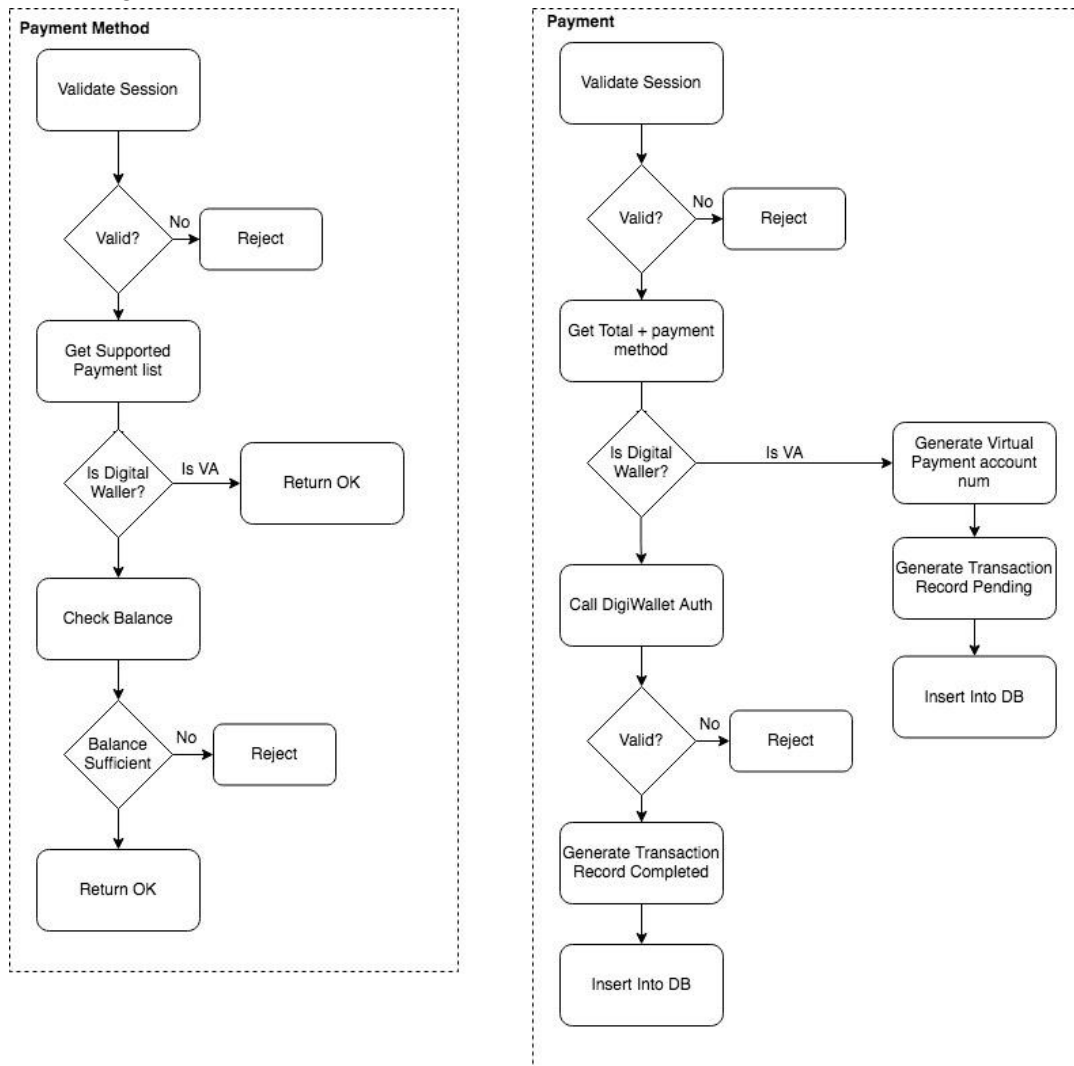 Payment Method
Validate Session
Valid?
No
Reject
Get Supported
Payment list
Is Digital
Waller?
Is VA
Return OK
Check Balance
Balance
Sufficient
No
Reject
Return OK
Payment
Validate Session
Valid?
No
Reject
Get Total + payment
method
Is Digital
Waller?
Is VA
Generate Virtual
Payment account
num
Generate Transaction
Record Pending
Insert Into DB
Call DigiWallet Auth
Valid?
No
Reject
Generate Transaction
Record Completed
Insert Into DB